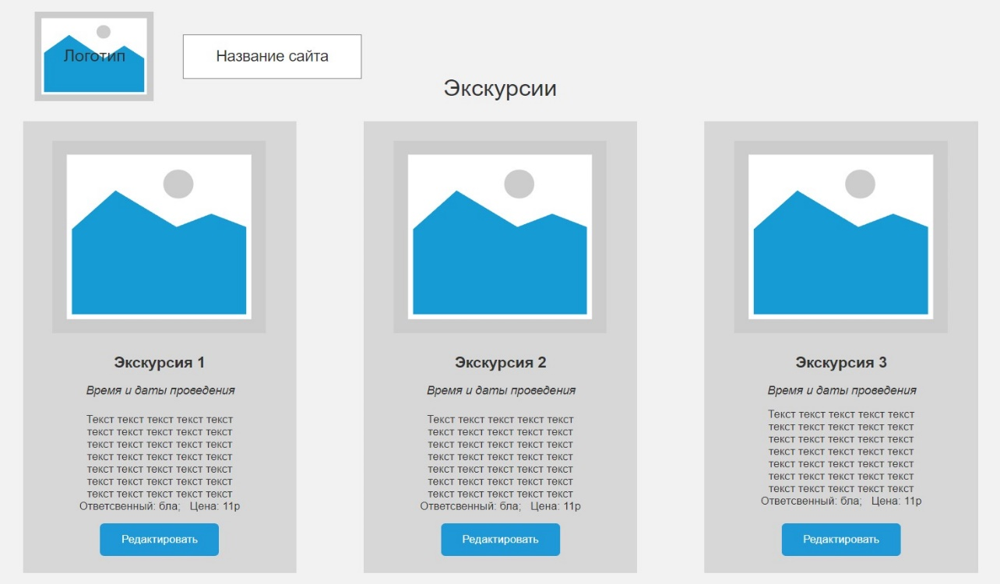 Логотип
Название сайта
Экскурсии
Экскурсия 1
Время и даты проведения
Текст текст текст текст текст
текст текст текст текст текст
текст текст текст текст текст
текст текст текст текст текст
текст текст текст текст текст
текст текст текст текст текст
текст текст текст текст текст
Ответсвенный: бла; Цена: 11р
Редактировать
Экскурсия 2
Время и даты проведения
Текст текст текст текст текст
текст текст текст текст текст
текст текст текст текст текст
текст текст текст текст текст
текст текст текст текст текст
текст текст текст текст текст
текст текст текст текст текст
Ответсвенный: бла; Цена: 11р
Редактировать
Экскурсия 3
Время и даты проведения
Текст текст текст текст текст
текст текст текст текст текст
текст текст текст текст текст
текст текст текст текст текст
текст текст текст текст текст
текст текст текст текст текст
текст текст текст текст текст
Ответсвенный: бла; Цена: 11р
Редактировать